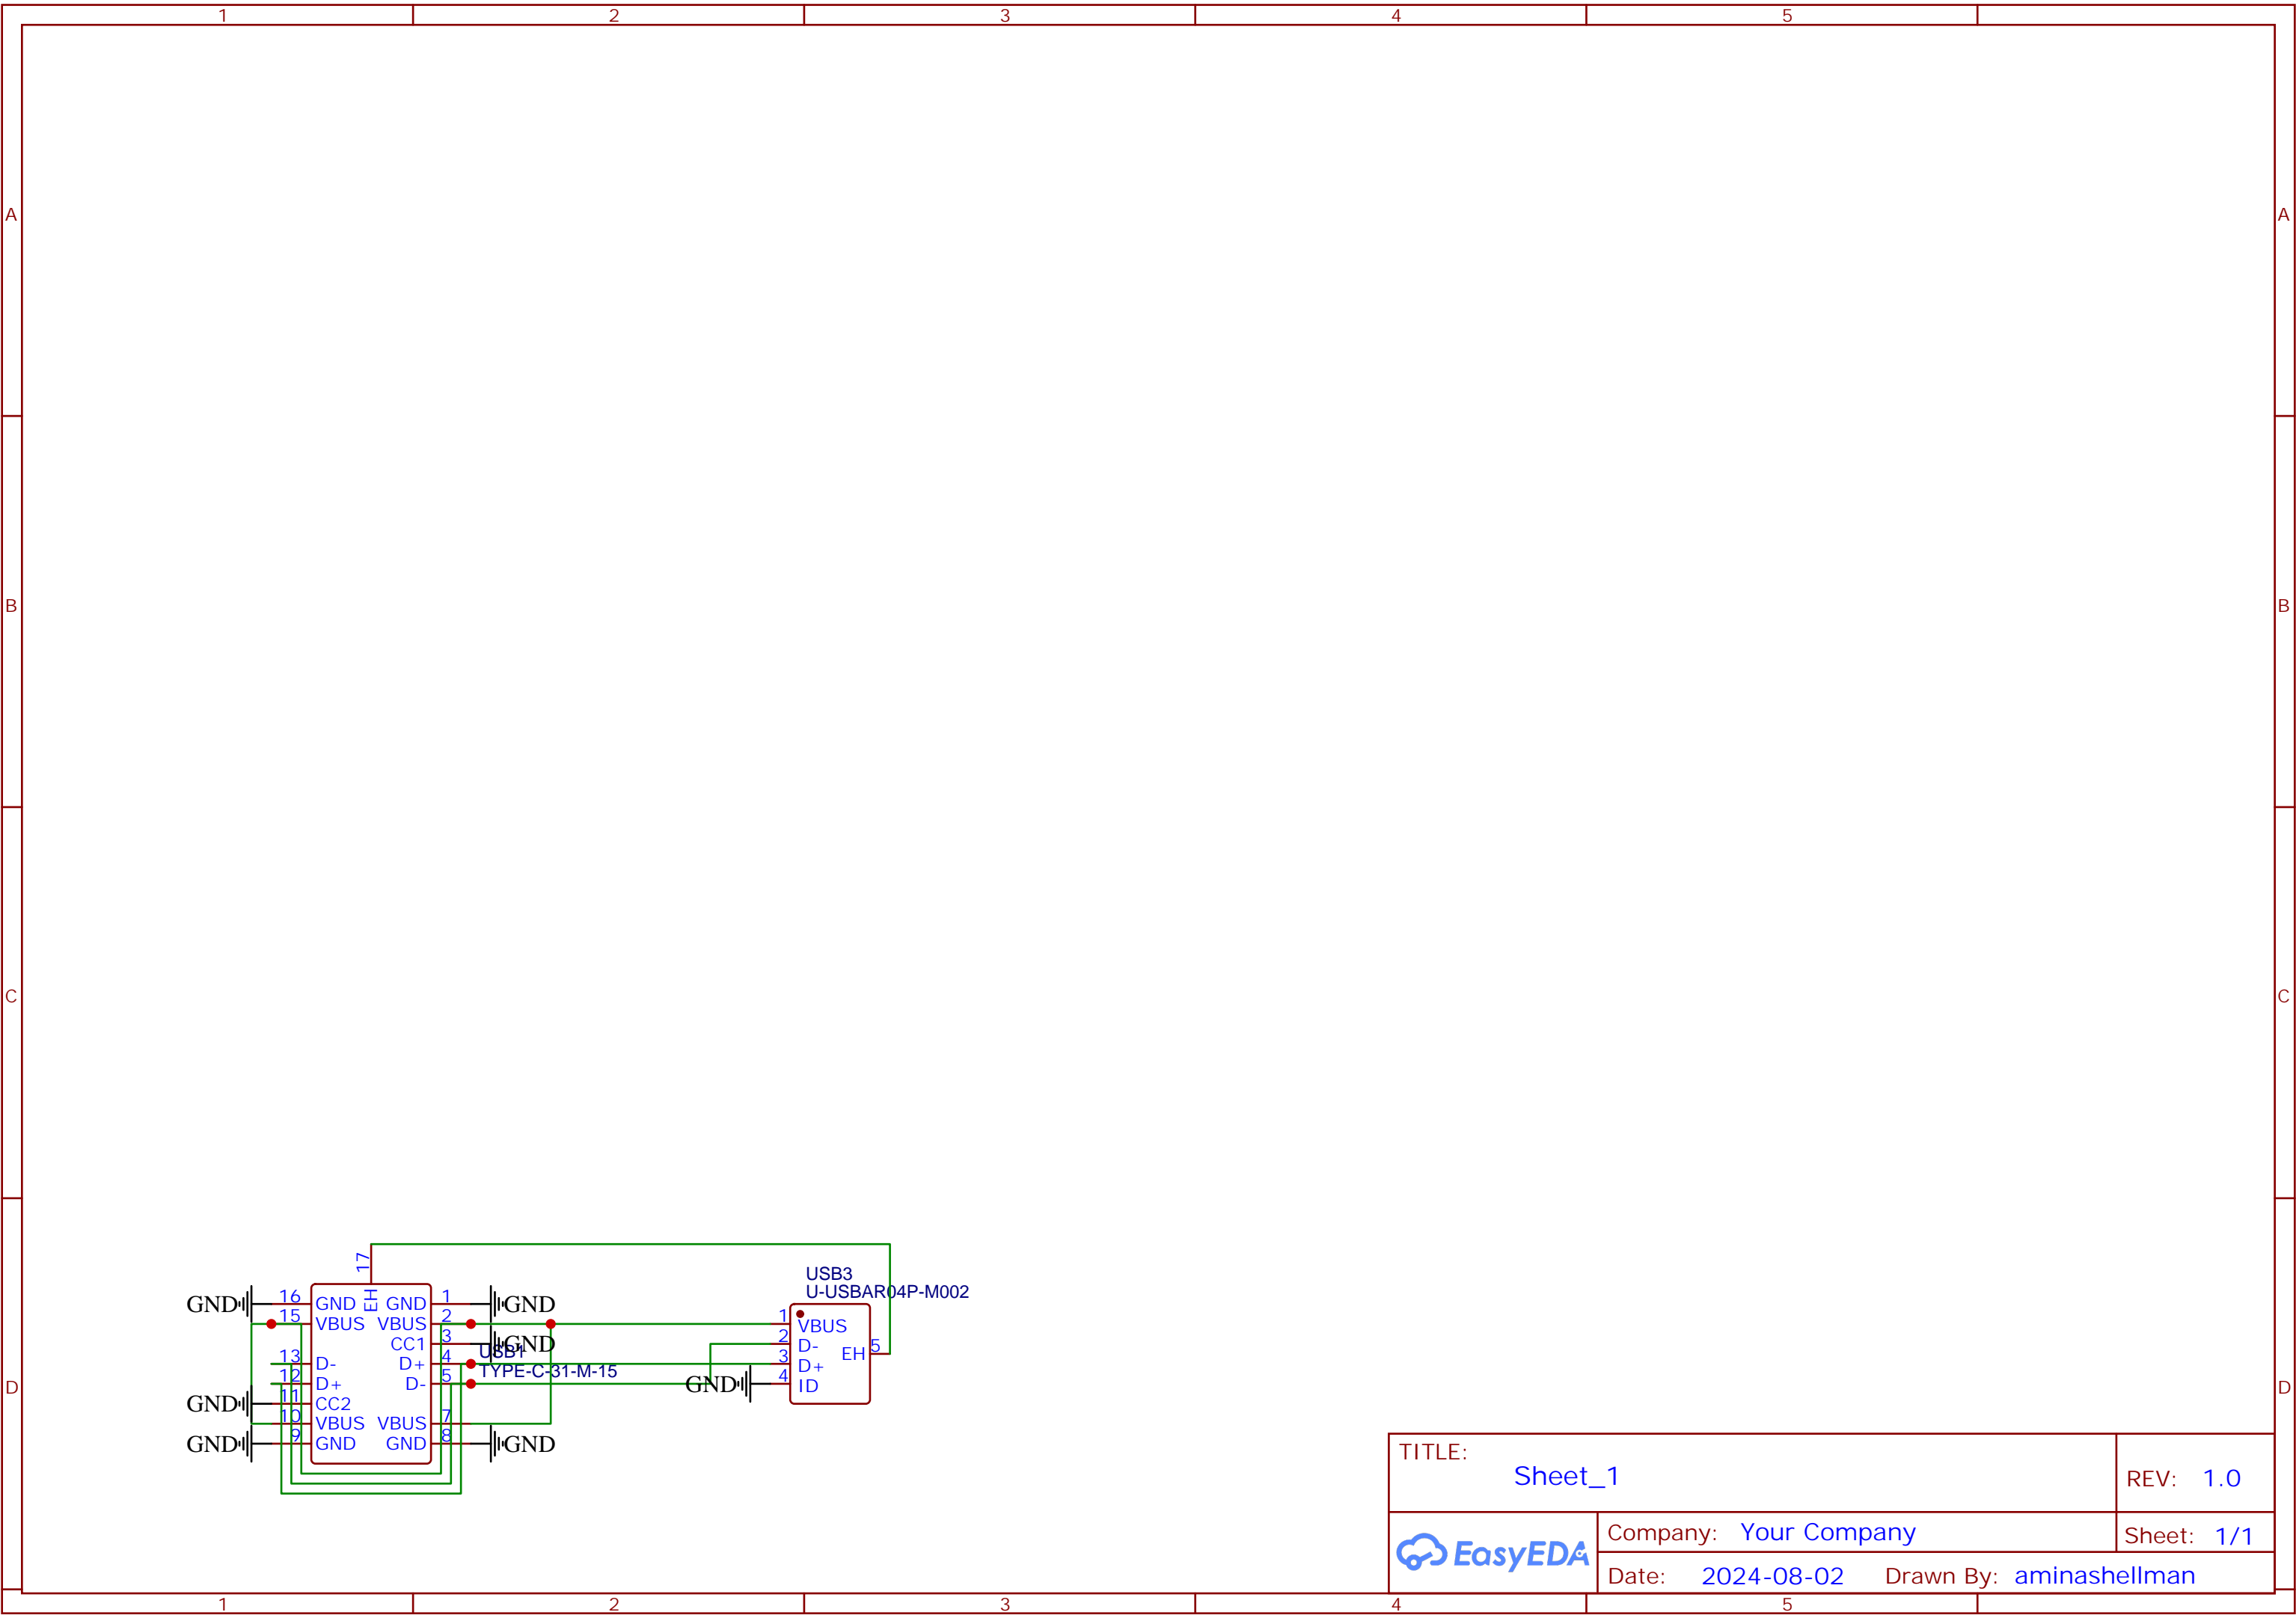 1 2 3 4 5
A A
B B
C C
D D
17
USB3
U-USBAR04P-M002
GND 16 GND EH GND 1 GND
15 VBUS VBUS 2
CC1 3 GND
13 D- D+ 4
USB1
12 D+ D- 5
TYPE-C-31-M-15
GND 11 CC2
10 VBUS VBUS 7
GND 9 GND GND 8 GND
1 VBUS
2 D-
EH 5
3 D+
GND 4 ID
TITLE:
Sheet_1
REV: 1.0
EasyEDA
Company: Your Company
Sheet: 1/1
Date: 2024-08-02 Drawn By: aminashellman
1 2 3 4 5